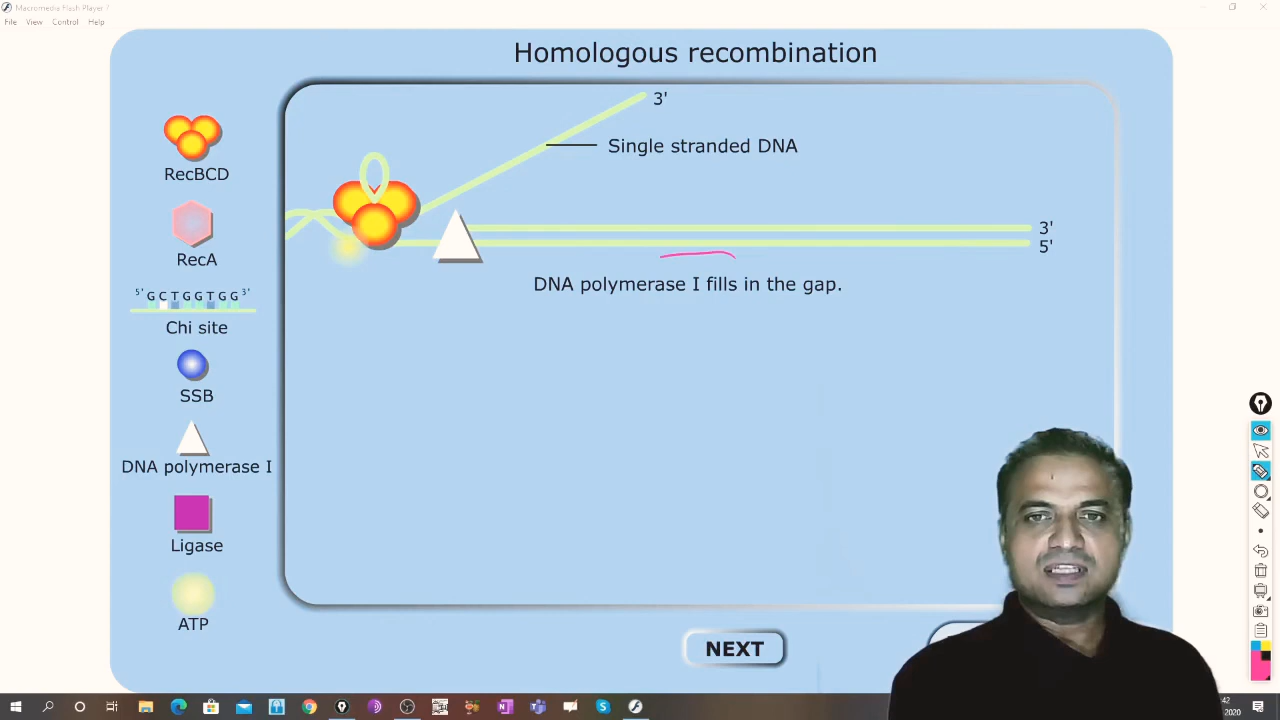 Macromedia Flash Player 7
File View Control Help
Homologous recombination
3'
Single stranded DNA
3'
5'
DNA polymerase I fills in the gap.
RecBCD
RecA
5' G C T G G T G G 3'
Chi site
SSB
DNA polymerase I
Ligase
ATP
NEXT
2020